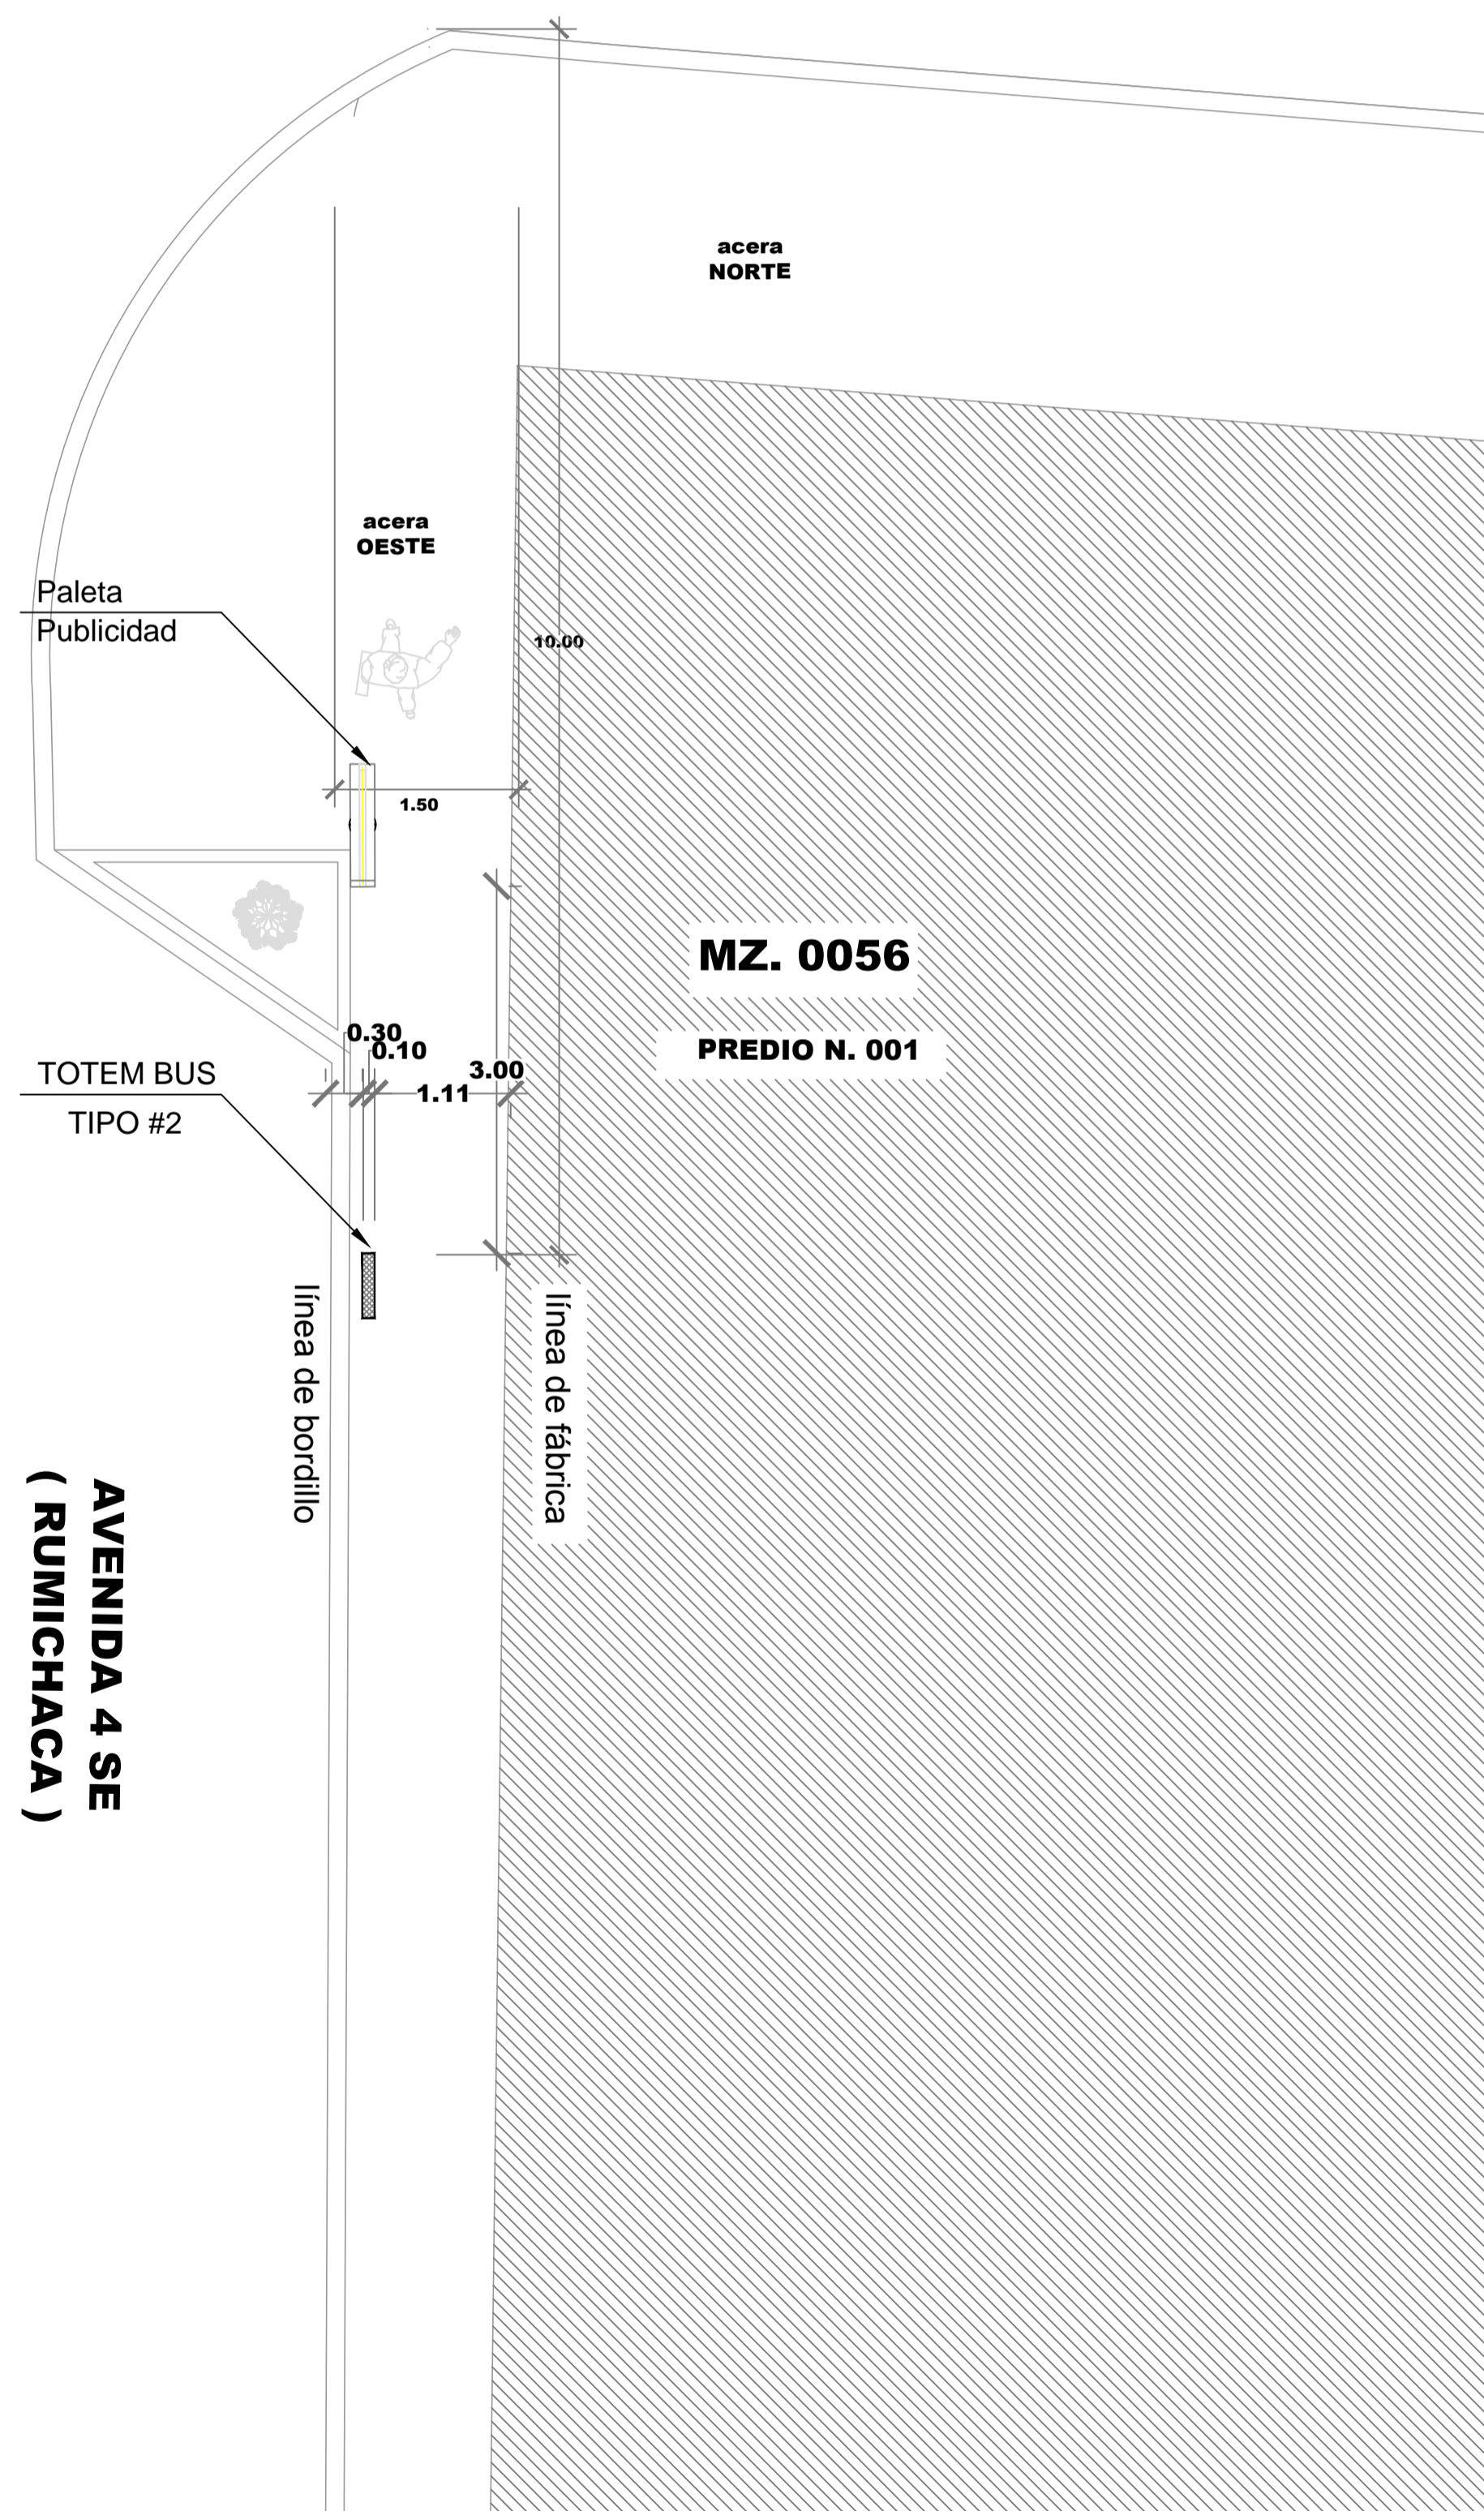 acera
NORTE
acera
OESTE
Paleta
Publicidad
10.00
1.50
MZ. 0056
PREDIO N. 001
0.30
0.10
3.00
1.11
TOTEM BUS
TIPO #2
línea de bordillo
línea de fábrica
AVENIDA 4 SE
( RUMICHACA )